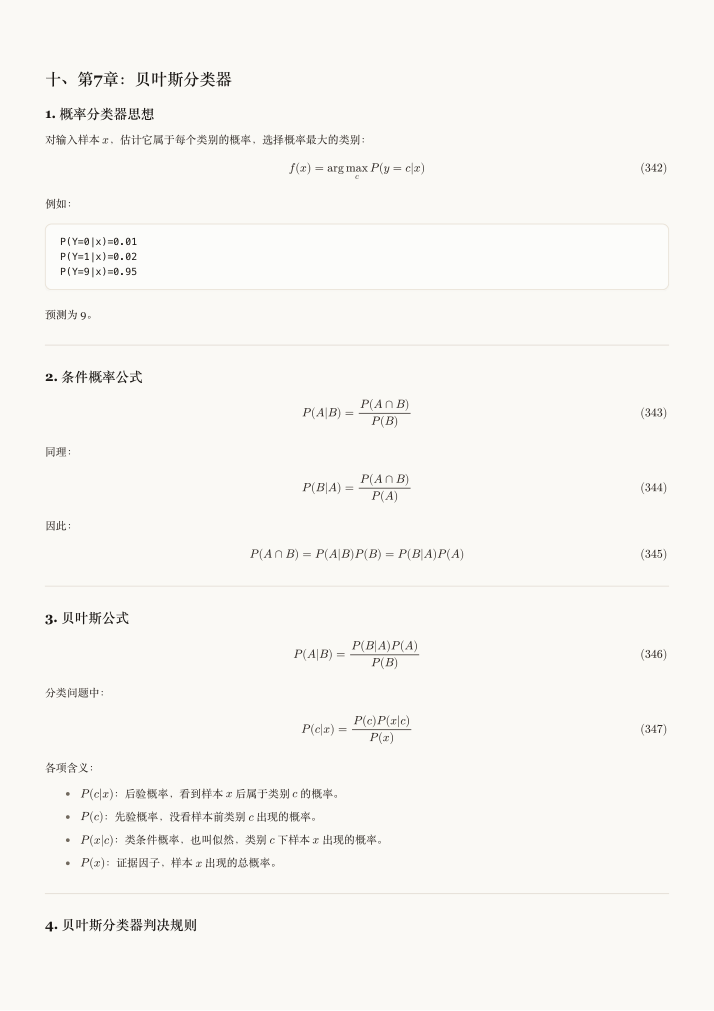 十、第7章：贝叶斯分类器
1. 概率分类器思想
对输入样本 x，估计它属于每个类别的概率，选择概率最大的类别：
f(x) = arg max_c P(y = c|x) (342)
例如：
P(Y=0|x)=0.01
P(Y=1|x)=0.02
P(Y=9|x)=0.95
预测为 9。
2. 条件概率公式
P(A|B) = \frac{P(A ∩ B)}{P(B)} (343)
同理：
P(B|A) = \frac{P(A ∩ B)}{P(A)} (344)
因此：
P(A ∩ B) = P(A|B)P(B) = P(B|A)P(A) (345)
3. 贝叶斯公式
P(A|B) = \frac{P(B|A)P(A)}{P(B)} (346)
分类问题中：
P(c|x) = \frac{P(c)P(x|c)}{P(x)} (347)
各项含义：
• P(c|x)：后验概率，看到样本 x 后属于类别 c 的概率。
• P(c)：先验概率，没看样本前类别 c 出现的概率。
• P(x|c)：类条件概率，也叫似然，类别 c 下样本 x 出现的概率。
• P(x)：证据因子，样本 x 出现的总概率。
4. 贝叶斯分类器判决规则